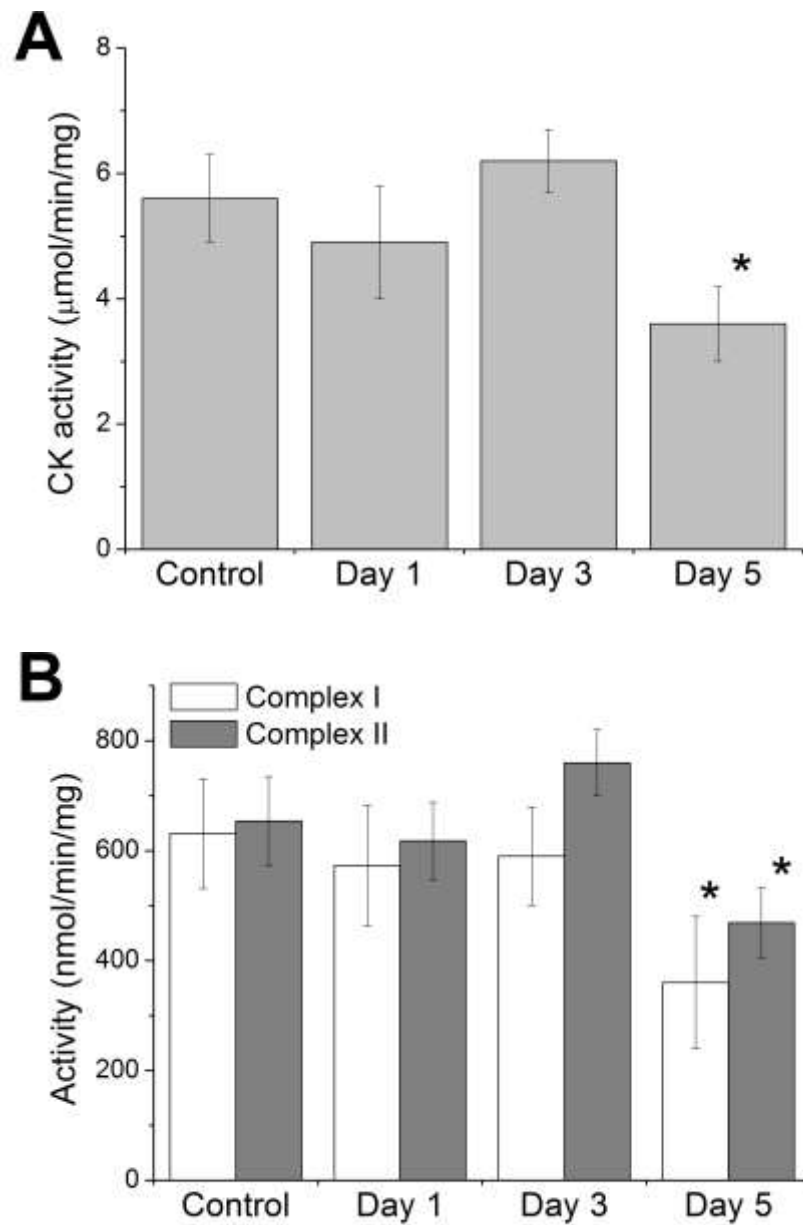 A
CK activity (μmol/min/mg)
8
6
4
2
0
*
Control Day 1 Day 3 Day 5
B
Activity (nmol/min/mg)
Complex I
Complex II
800
600
400
200
0
* *
Control Day 1 Day 3 Day 5